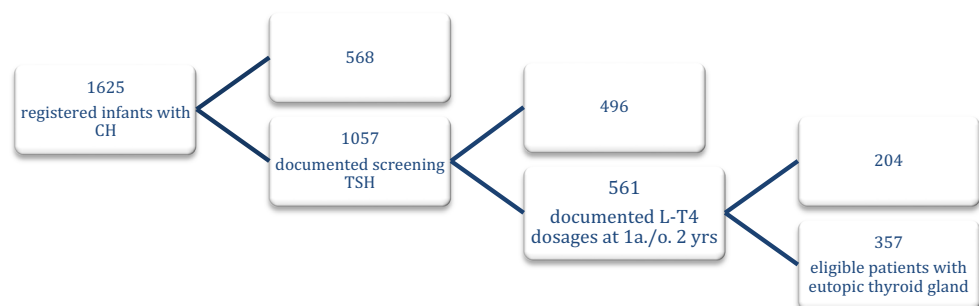 1625
registered infants with
CH
568
1057
documented screening
TSH
496
561
documented L-T4
dosages at 1a./o. 2 yrs
204
357
eligible patients with
eutopic thyroid gland